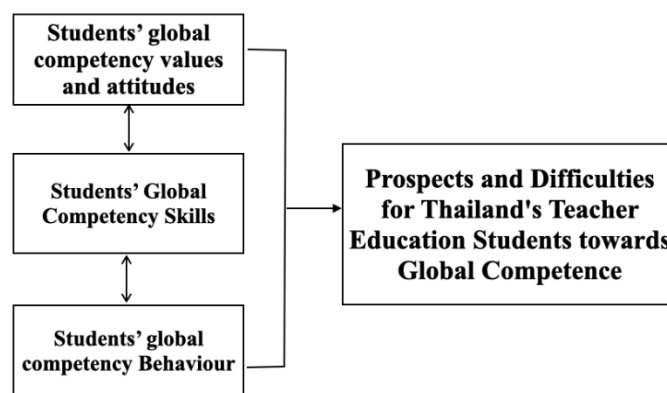 Students’ global
competency values
and attitudes
Students’ Global
Competency Skills
Students’ global
competency Behaviour
Prospects and Difficulties
for Thailand's Teacher
Education Students towards
Global Competence